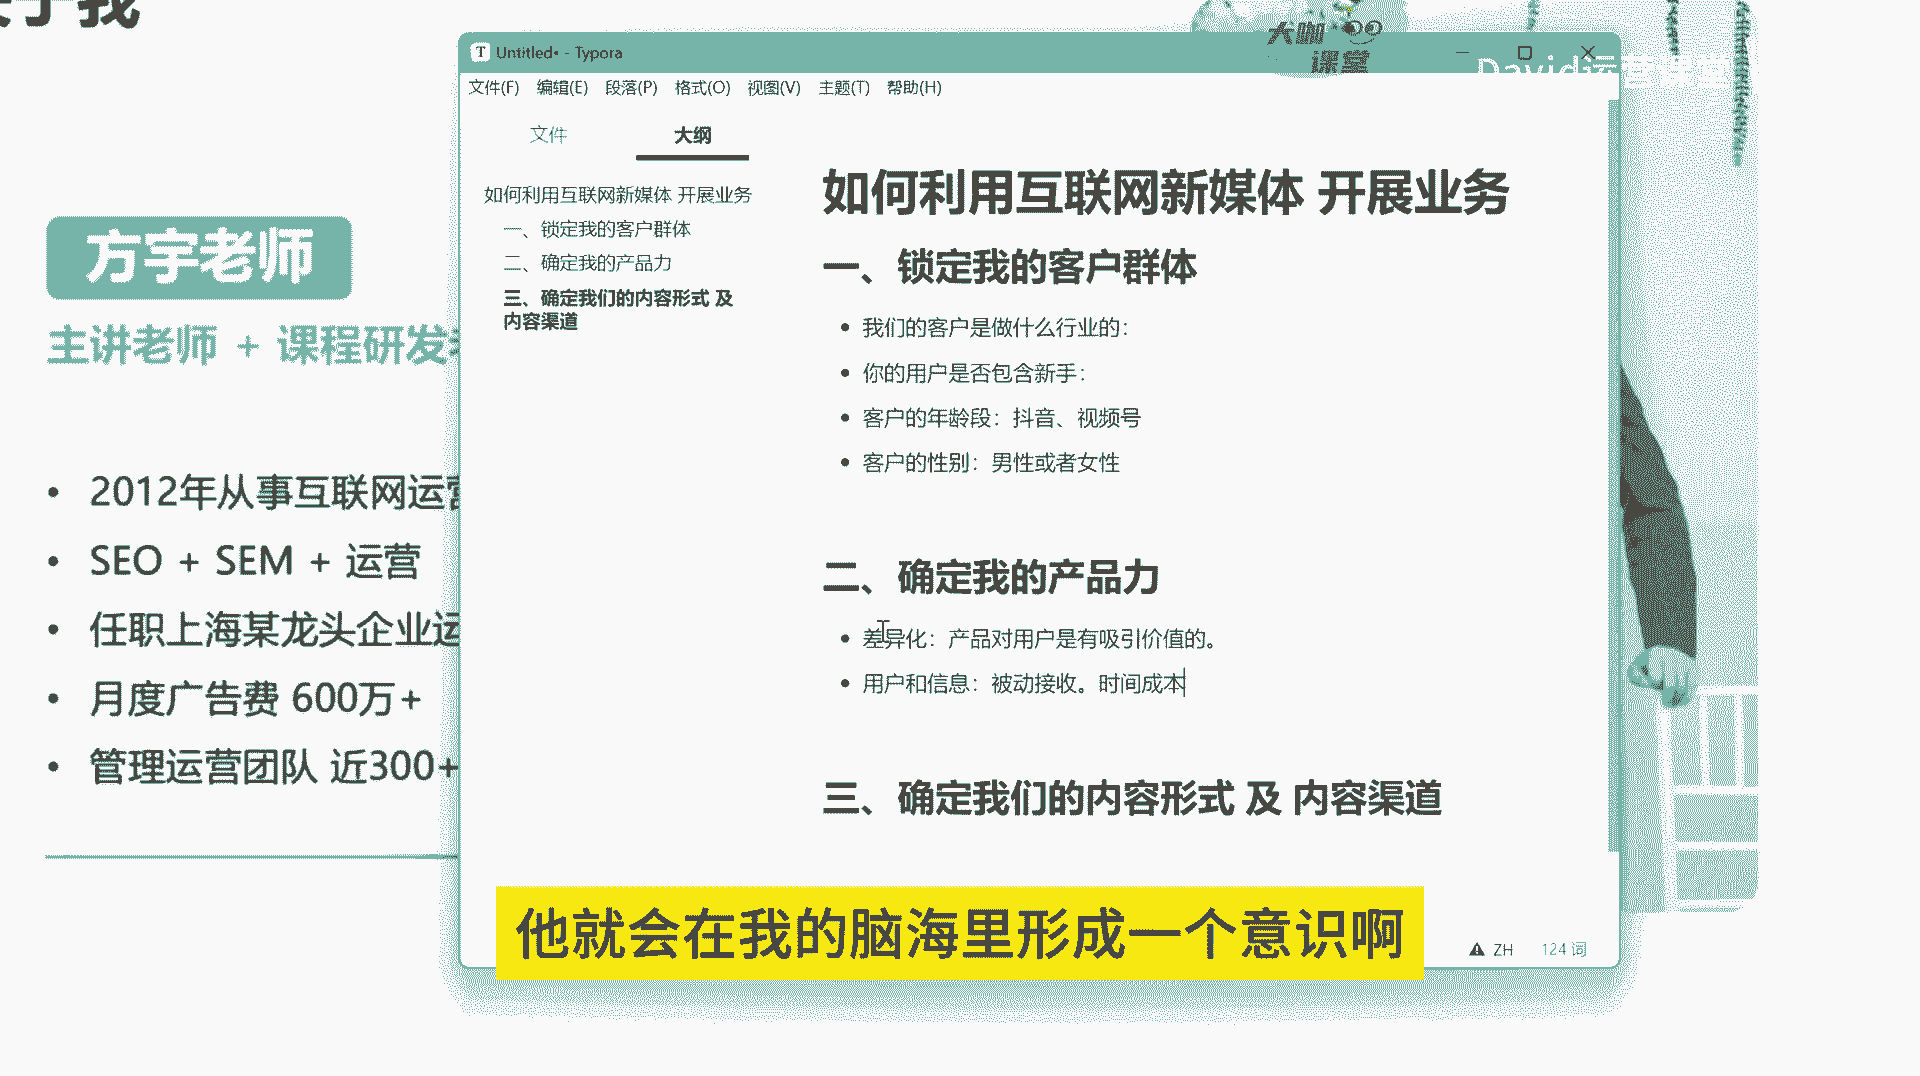 于我
方宇老师
主讲老师 + 课程研发
2012年从事互联网运营
SEO + SEM + 运营
任职上海某龙头企业运
月度广告费 600万+
管理运营团队 近300+
大咖
课堂
David运营课堂
Untitled• - Typora
文件(F) 编辑(E) 段落(P) 格式(O) 视图(V) 主题(T) 帮助(H)
文件 大纲
如何利用互联网新媒体 开展业务
一、锁定我的客户群体
二、确定我的产品力
三、确定我们的内容形式 及
内容渠道
如何利用互联网新媒体 开展业务
一、锁定我的客户群体
我们的客户是做什么行业的：
你的用户是否包含新手：
客户的年龄段：抖音、视频号
客户的性别：男性或者女性
二、确定我的产品力
差异化：产品对用户是有吸引价值的。
用户和信息：被动接收。时间成本
三、确定我们的内容形式 及 内容渠道
ZH 124 词
他就会在我的脑海里形成一个意识啊